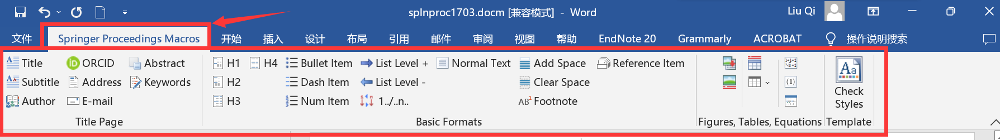 splnproc1703.docm [兼容模式] - Word
Liu Qi
文件 Springer Proceedings Macros 开始 插入 设计 布局 引用 邮件 审阅 视图 帮助 EndNote 20 Grammarly ACROBAT 操作说明搜索
Title ORCID Abstract H1 H4 Bullet Item List Level + Normal Text Add Space Reference Item
Subtitle Address Keywords H2 Dash Item List Level - Clear Space (1) Check
Author E-mail H3 Num Item 1../..n.. AB1 Footnote Styles
Title Page Basic Formats Figures, Tables, Equations Template